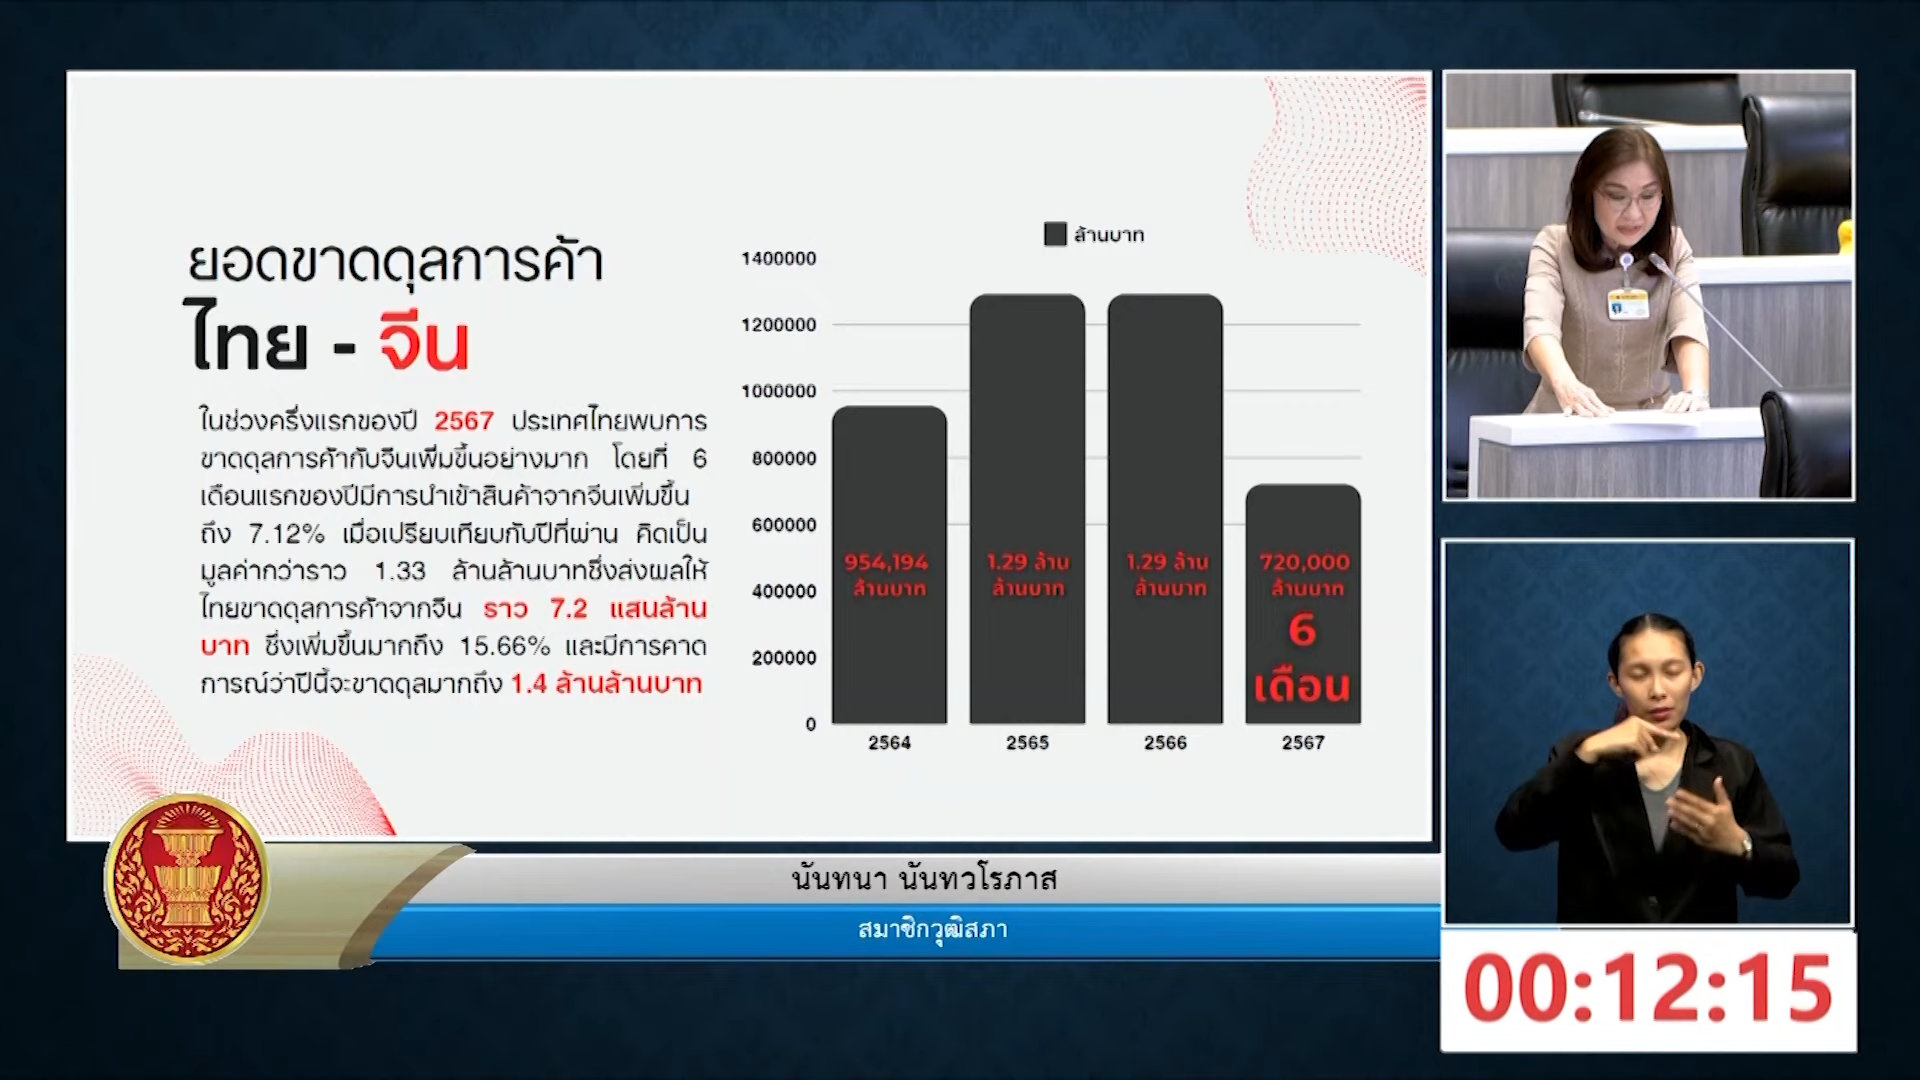 ยอดขาดดุลการค้า
ไทย - จีน
ในช่วงครึ่งแรกของปี 2567 ประเทศไทยพบการ
ขาดดุลการค้ากับจีนเพิ่มขึ้นอย่างมาก โดยที่ 6
เดือนแรกของปีมีการนำเข้าสินค้าจากจีนเพิ่มขึ้น
ถึง 7.12% เมื่อเปรียบเทียบกับปีที่ผ่าน คิดเป็น
มูลค่ากว่าราว 1.33 ล้านล้านบาทซึ่งส่งผลให้
ไทยขาดดุลการค้าจากจีน ราว 7.2 แสนล้าน
บาท ซึ่งเพิ่มขึ้นมากถึง 15.66% และมีการคาด
การณ์ว่าปีนี้จะขาดดุลมากถึง 1.4 ล้านล้านบาท
ล้านบาท
1400000
1200000
1000000
800000
600000
400000
200000
0
954,194
ล้านบาท
1.29 ล้าน
ล้านบาท
1.29 ล้าน
ล้านบาท
720,000
ล้านบาท
6
เดือน
2564
2565
2566
2567
นันทนา นันทวโรภาส
สมาชิกวุฒิสภา
00:12:15